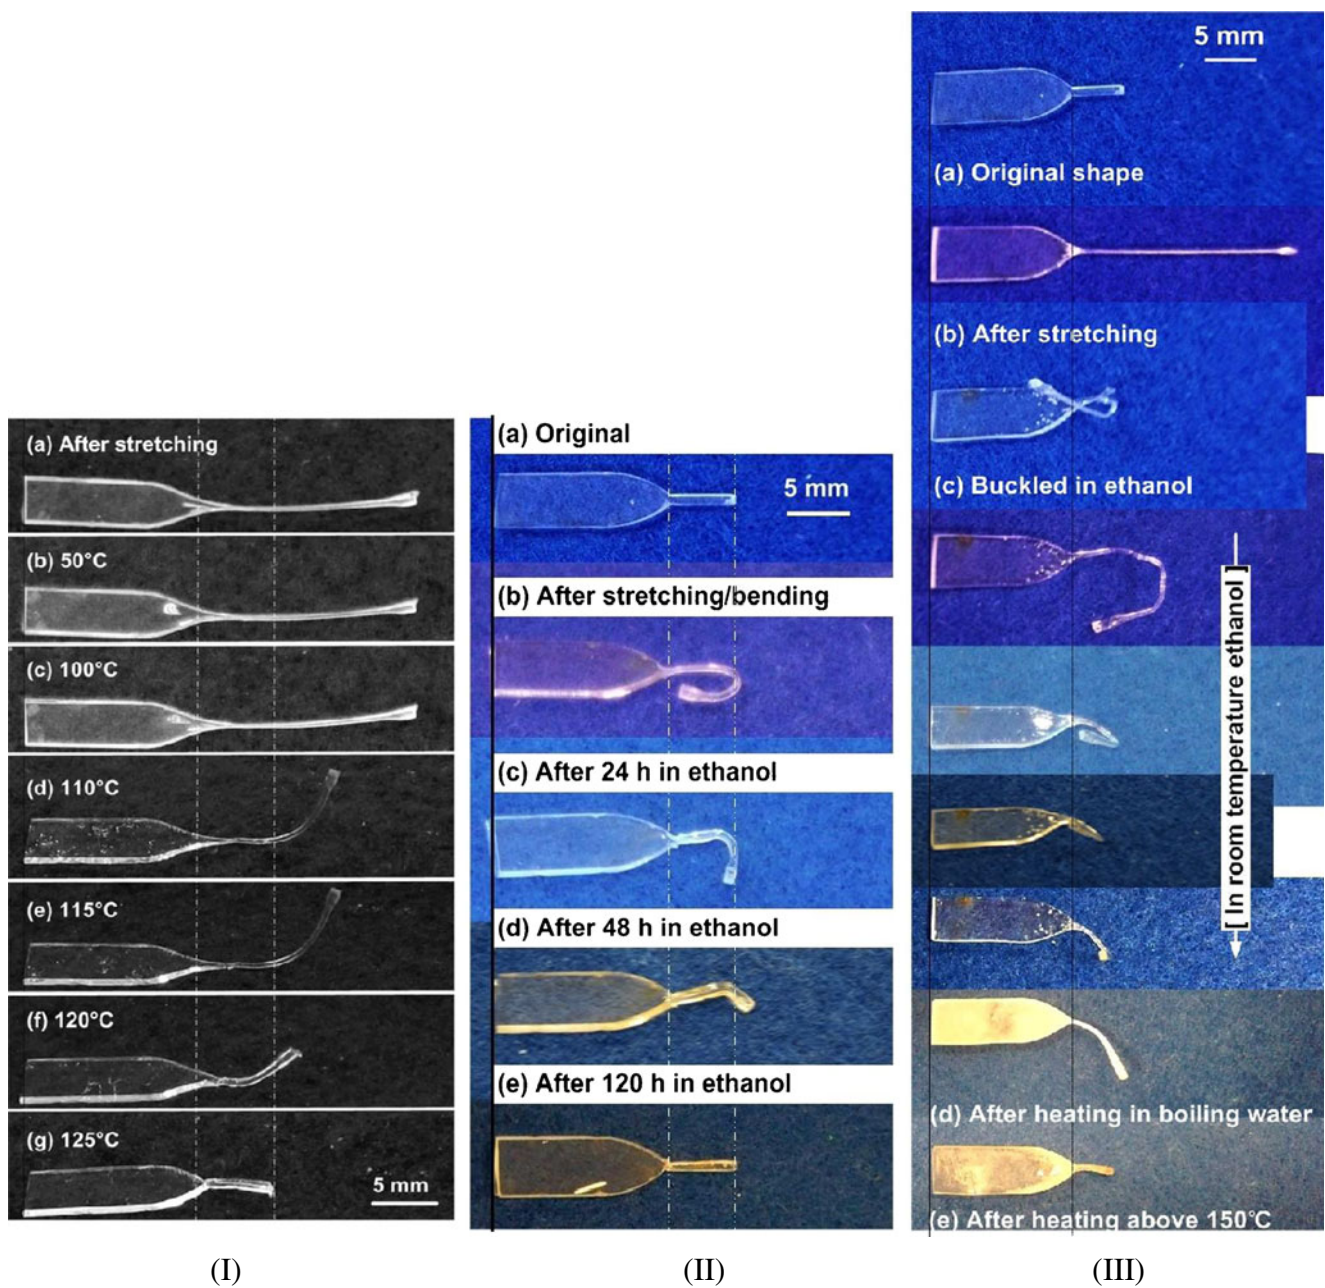 (a) After stretching
(b) 50°C
(c) 100°C
(d) 110°C
(e) 115°C
(f) 120°C
(g) 125°C
5 mm
(I)
(a) Original
5 mm
(b) After stretching/bending
(c) After 24 h in ethanol
(d) After 48 h in ethanol
(e) After 120 h in ethanol
(II)
5 mm
(a) Original shape
(b) After stretching
(c) Buckled in ethanol
[ In room temperature ethanol ]
(d) After heating in boiling water
(e) After heating above 150°C
(III)